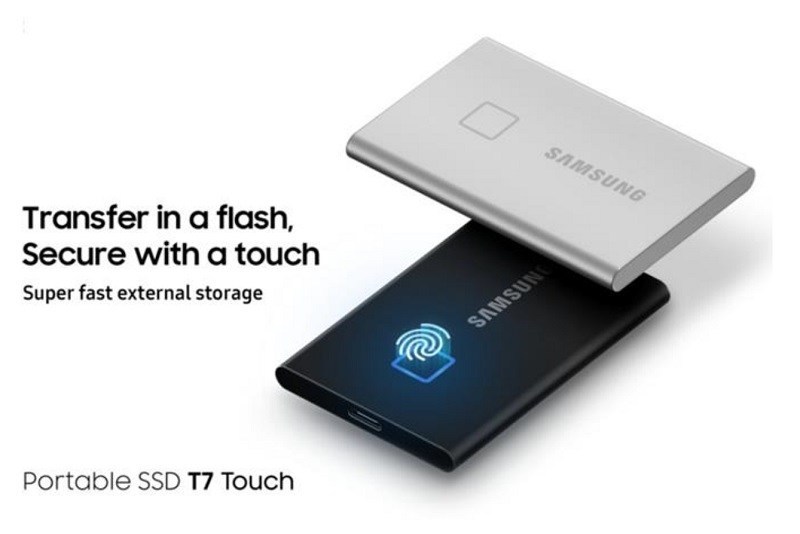 SAMSUNG
Transfer in a flash,
Secure with a touch
Super fast external storage
SAMSUNG
Portable SSD T7 Touch